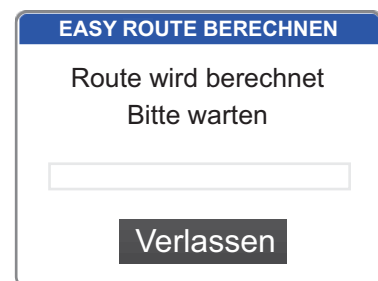 EASY ROUTE BERECHNEN
Route wird berechnet
Bitte warten
Verlassen